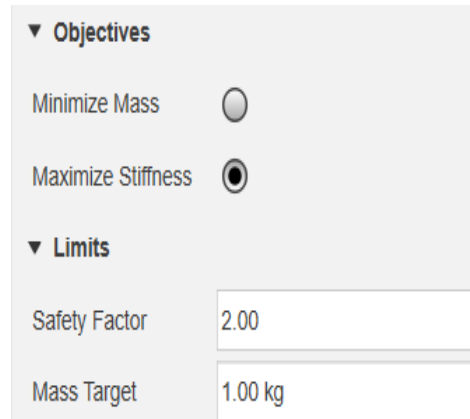 Objectives
Minimize Mass
Maximize Stiffness
Limits
Safety Factor 2.00
Mass Target 1.00 kg